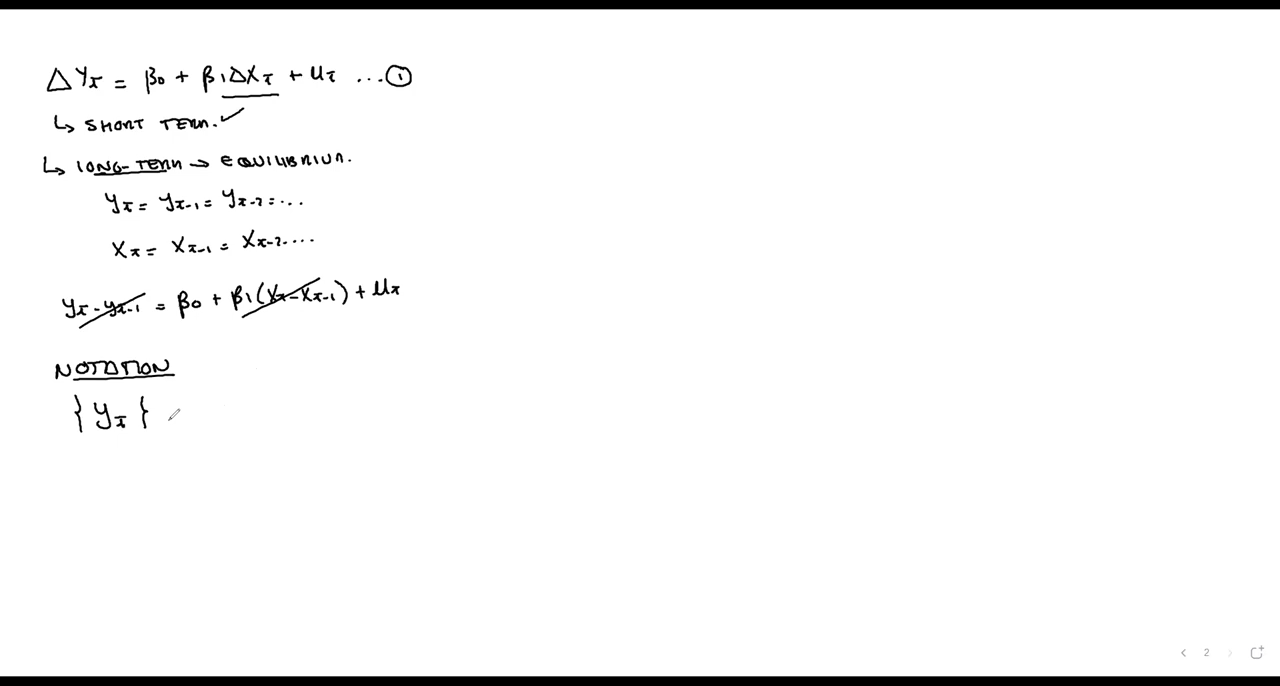 ΔYt = β0 + β1ΔXt + Ut ...①
↳ SHORT TERM. ✓
↳ LONG-TERM → EQUILIBRIUM.
yt = yt-1 = yt-2 = ...
Xt = Xt-1 = Xt-2 ....
yt - yt-1 = β0 + β1(Xt - Xt-1) + Ut
NOTATION
{yt}
< 2 >